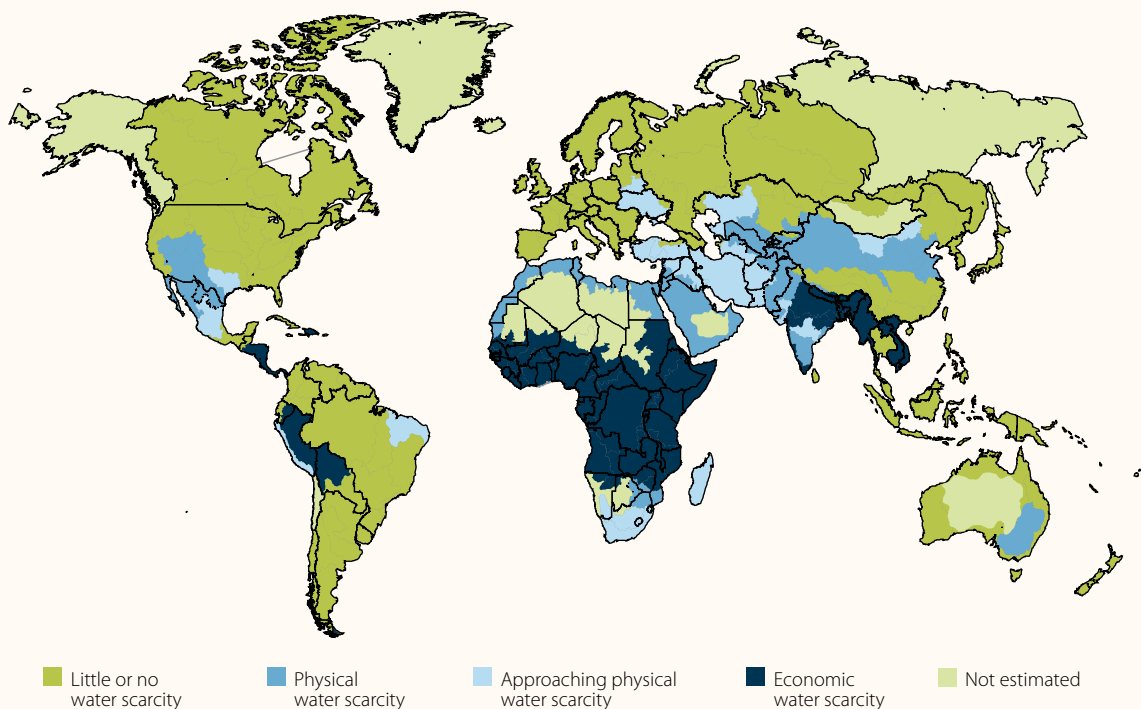 Little or no
water scarcity
Physical
water scarcity
Approaching physical
water scarcity
Economic
water scarcity
Not estimated